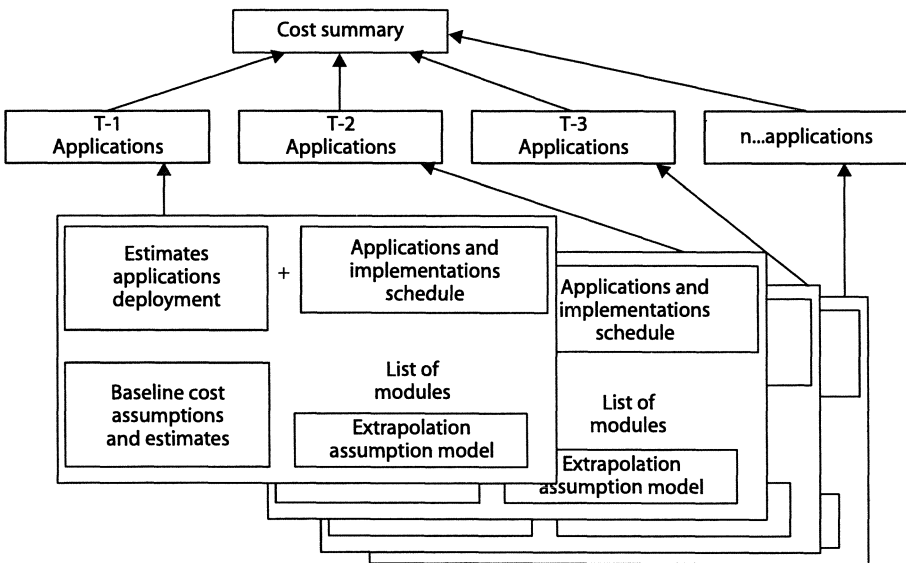 Cost summary
T-1
Applications
T-2
Applications
T-3
Applications
n...applications
Estimates
applications
deployment
+
Applications and
implementations
schedule
Baseline cost
assumptions
and estimates
List of
modules
Extrapolation
assumption model
Applications and
implementations
schedule
List of
modules
Extrapolation
assumption model